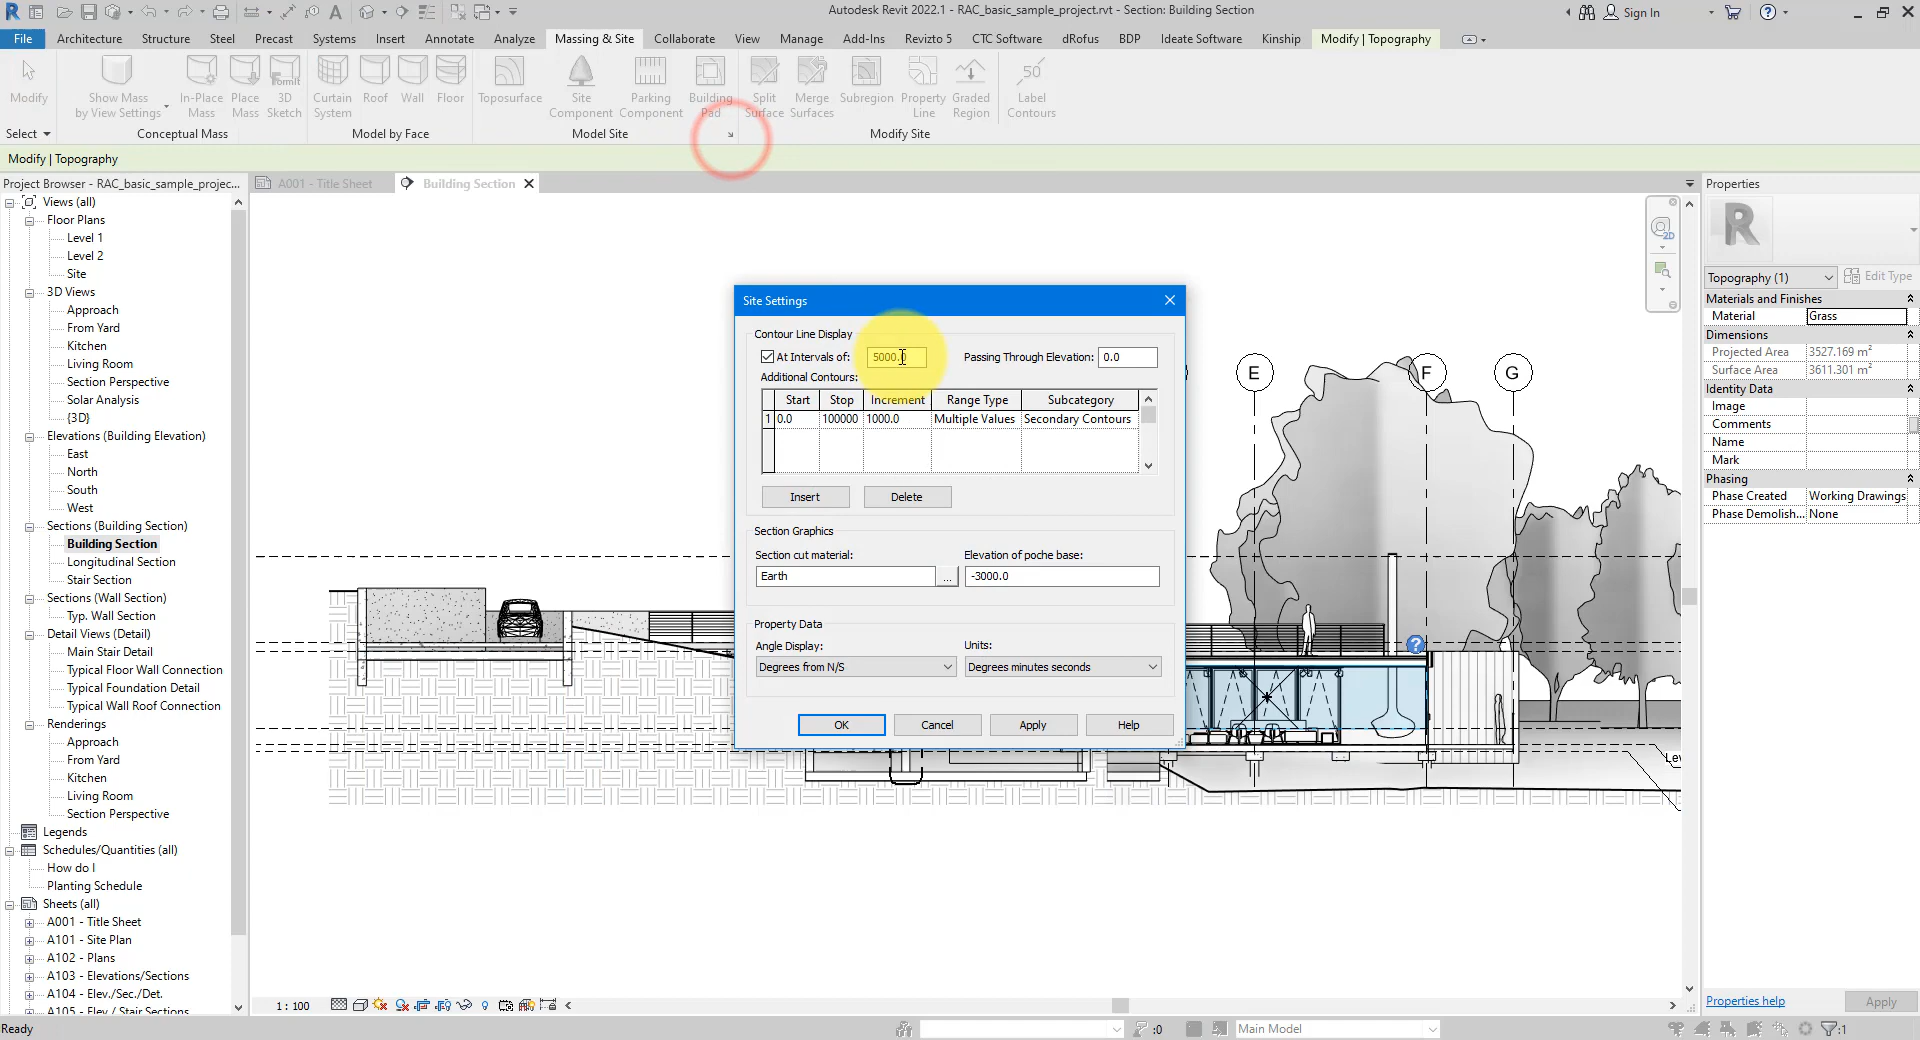 Autodesk Revit 2022.1 - RAC_basic_sample_project.rvt - Section: Building Section
Sign In
File Architecture Structure Steel Precast Systems Insert Annotate Analyze Massing & Site Collaborate View Manage Add-Ins Revizto 5 CTC Software dRofus BDP Ideate Software Kinship Modify | Topography
Modify
Show Mass
by View Settings
In-Place
Mass
Place
Mass
FormIt
3D
Sketch
Curtain
System
Roof
Wall
Floor
Toposurface
Site
Component
Parking
Component
Building
Pad
Split
Surface
Merge
Surfaces
Subregion
Property
Line
Graded
Region
50
Label
Contours
Select
Conceptual Mass
Model by Face
Model Site
Modify Site
Modify | Topography
Project Browser - RAC_basic_sample_projec...
A001 - Title Sheet
Building Section
Views (all)
Floor Plans
Level 1
Level 2
Site
3D Views
Approach
From Yard
Kitchen
Living Room
Section Perspective
Solar Analysis
{3D}
Elevations (Building Elevation)
East
North
South
West
Sections (Building Section)
Building Section
Longitudinal Section
Stair Section
Sections (Wall Section)
Typ. Wall Section
Detail Views (Detail)
Main Stair Detail
Typical Floor Wall Connection
Typical Foundation Detail
Typical Wall Roof Connection
Renderings
Approach
From Yard
Kitchen
Living Room
Section Perspective
Legends
Schedules/Quantities (all)
How do I
Planting Schedule
Sheets (all)
A001 - Title Sheet
A101 - Site Plan
A102 - Plans
A103 - Elevations/Sections
A104 - Elev./Sec./Det.
A105 - Elev./ Stair Sections
Site Settings
Contour Line Display
At Intervals of: 5000.0 Passing Through Elevation: 0.0
Additional Contours:
Start Stop Increment Range Type Subcategory
1 0.0 100000 1000.0 Multiple Values Secondary Contours
Insert Delete
Section Graphics
Section cut material: Elevation of poche base:
Earth ... -3000.0
Property Data
Angle Display: Units:
Degrees from N/S Degrees minutes seconds
OK Cancel Apply Help
E
F
G
2D
Properties
R
Topography (1) Edit Type
Materials and Finishes
Material Grass
Dimensions
Projected Area 3527.169 m²
Surface Area 3611.301 m²
Identity Data
Image
Comments
Name
Mark
Phasing
Phase Created Working Drawings
Phase Demolish... None
Properties help Apply
1 : 100
Ready
:0
Main Model
:1